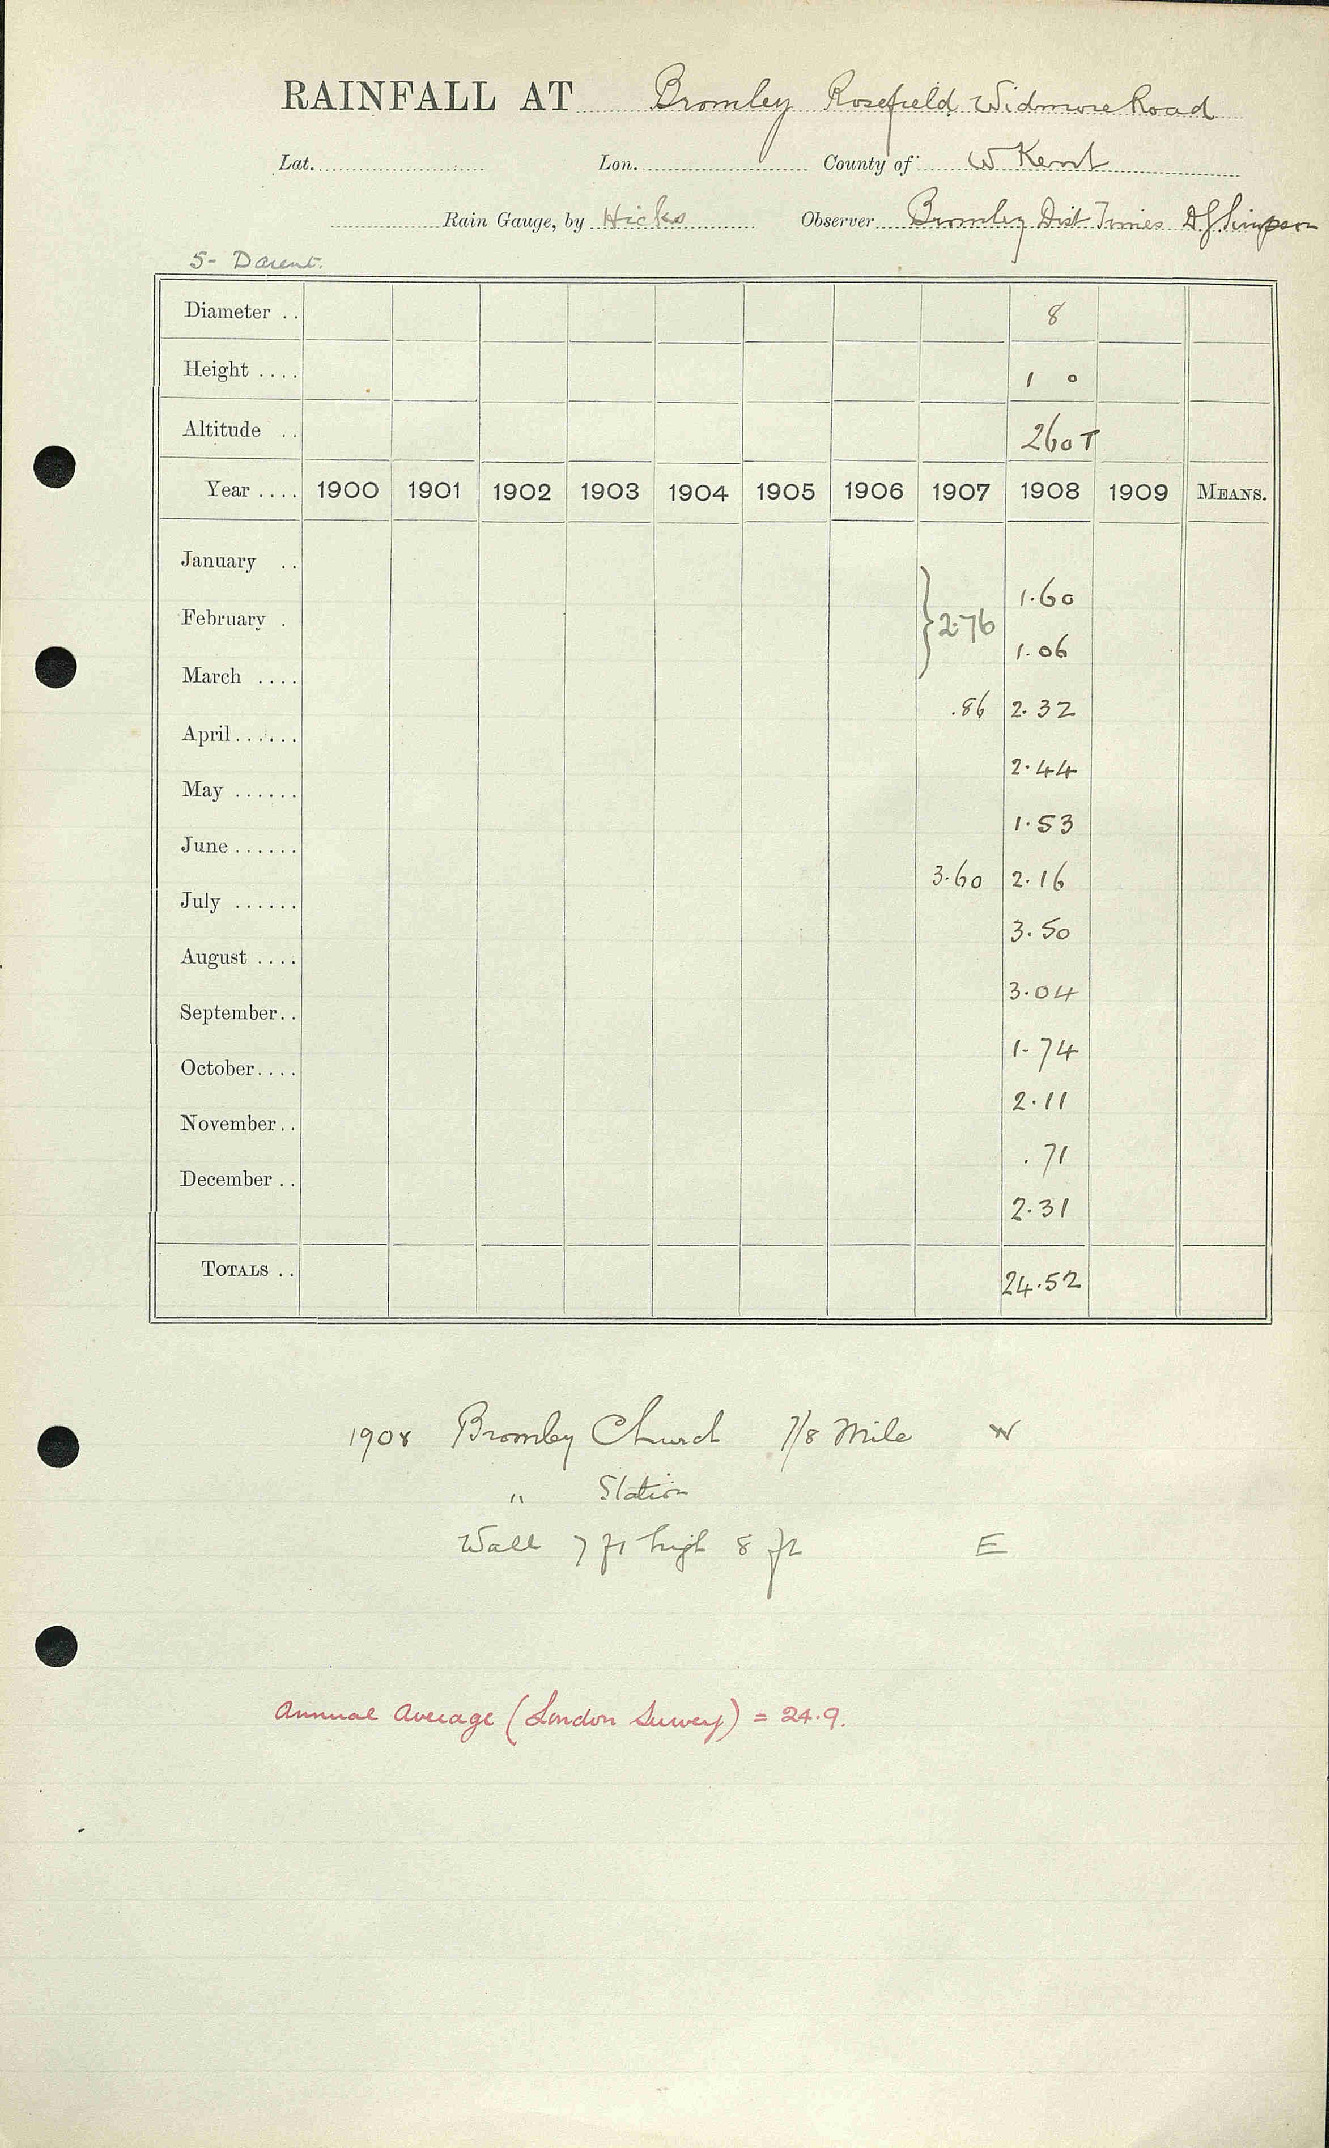 RAINFALL AT Bromley Rosefield Widmore Road
Lat. Lon. County of W Kent
Rain Gauge, by Hicks Observer Bromley Dist Times A. J. Simpson
5- Darent.
Diameter .. 8
Height .... 1 0
Altitude .. 260 T
Year .... 1900 1901 1902 1903 1904 1905 1906 1907 1908 1909 MEANS.
January ..
1.60
February . } 2.76
1.06
March ....
.86 2.32
April......
2.44
May ......
1.53
June ......
3.60 2.16
July ......
3.50
August ....
3.04
September..
1.74
October....
2.11
November..
.71
December ..
2.31
TOTALS .. 24.52
1908 Bromley Church 7/8 Mile W
" Station
Wall 7 ft high 8 ft E
Annual Average (London Survey) = 24.9.